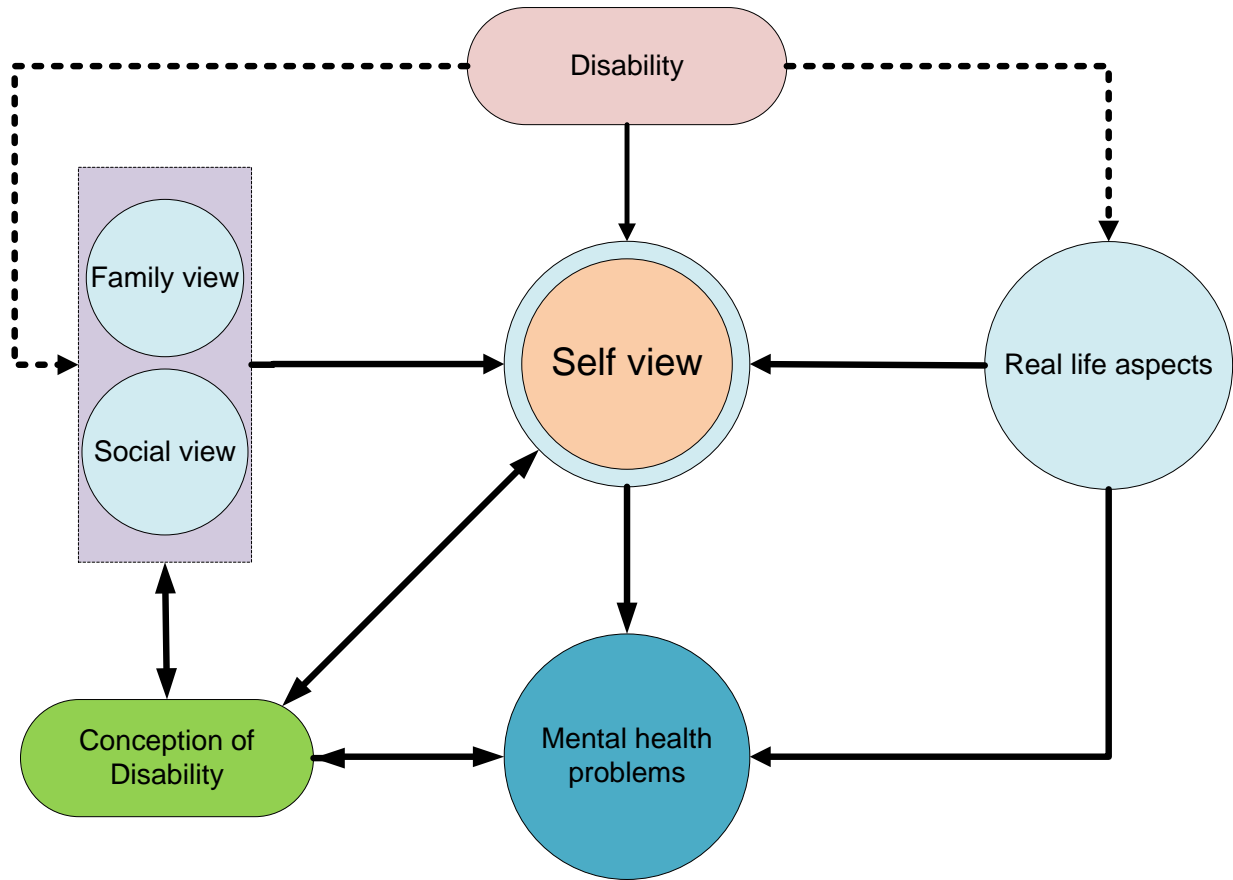 Disability
Family view
Self view
Real life aspects
Social view
Conception of
Disability
Mental health
problems